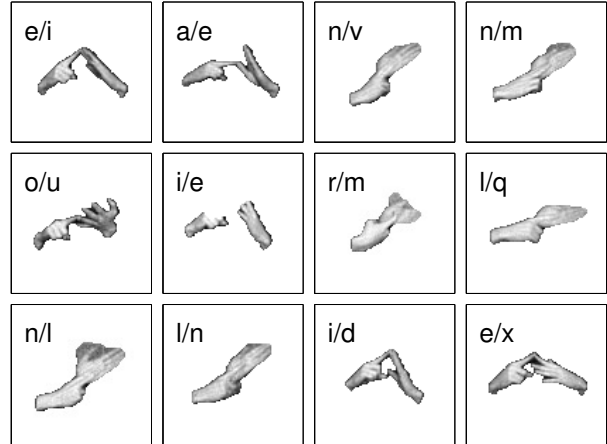 e/i a/e n/v n/m
o/u i/e r/m l/q
n/l l/n i/d e/x